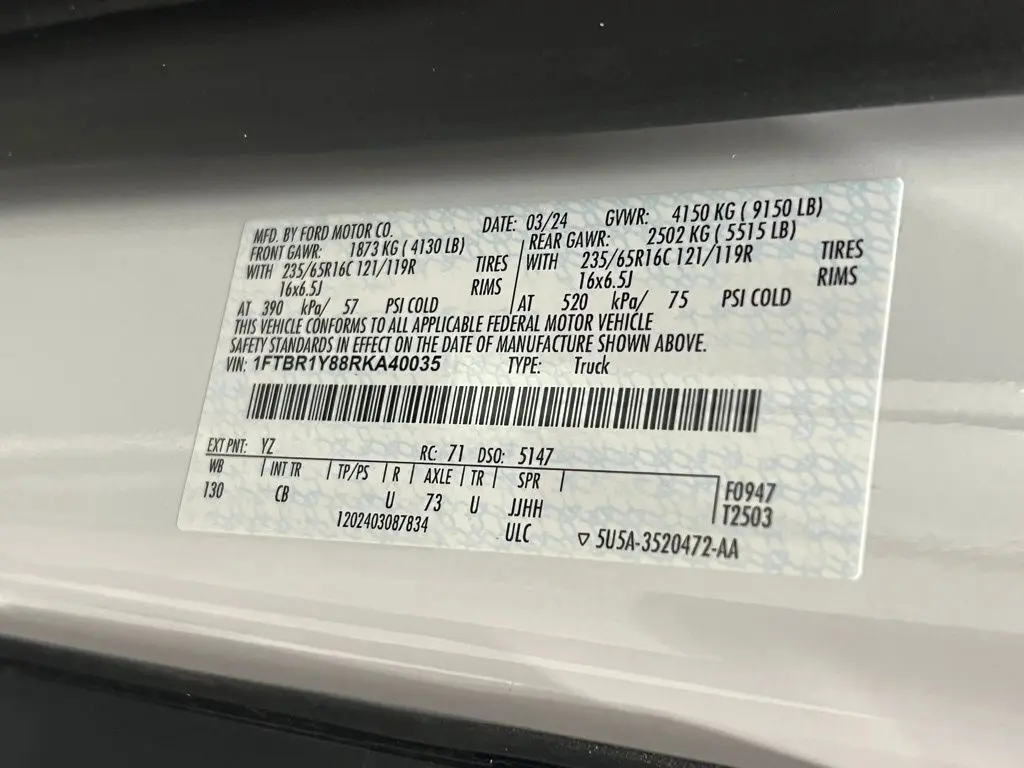 MFD. BY FORD MOTOR CO. DATE: 03/24 GVWR: 4150 KG ( 9150 LB)
FRONT GAWR: 1873 KG ( 4130 LB) REAR GAWR: 2502 KG ( 5515 LB)
WITH 235/65R16C 121/119R TIRES WITH 235/65R16C 121/119R TIRES
16x6.5J RIMS 16x6.5J RIMS
AT 390 kPa/ 57 PSI COLD AT 520 kPa/ 75 PSI COLD
THIS VEHICLE CONFORMS TO ALL APPLICABLE FEDERAL MOTOR VEHICLE
SAFETY STANDARDS IN EFFECT ON THE DATE OF MANUFACTURE SHOWN ABOVE.
VIN: 1FTBR1Y88RKA40035 TYPE: Truck
EXT PNT: YZ RC: 71 DSO: 5147
WB INT TR TP/PS R AXLE TR SPR F0947
130 CB U 73 U JJHH T2503
1202403087834 ULC ▽ 5U5A-3520472-AA